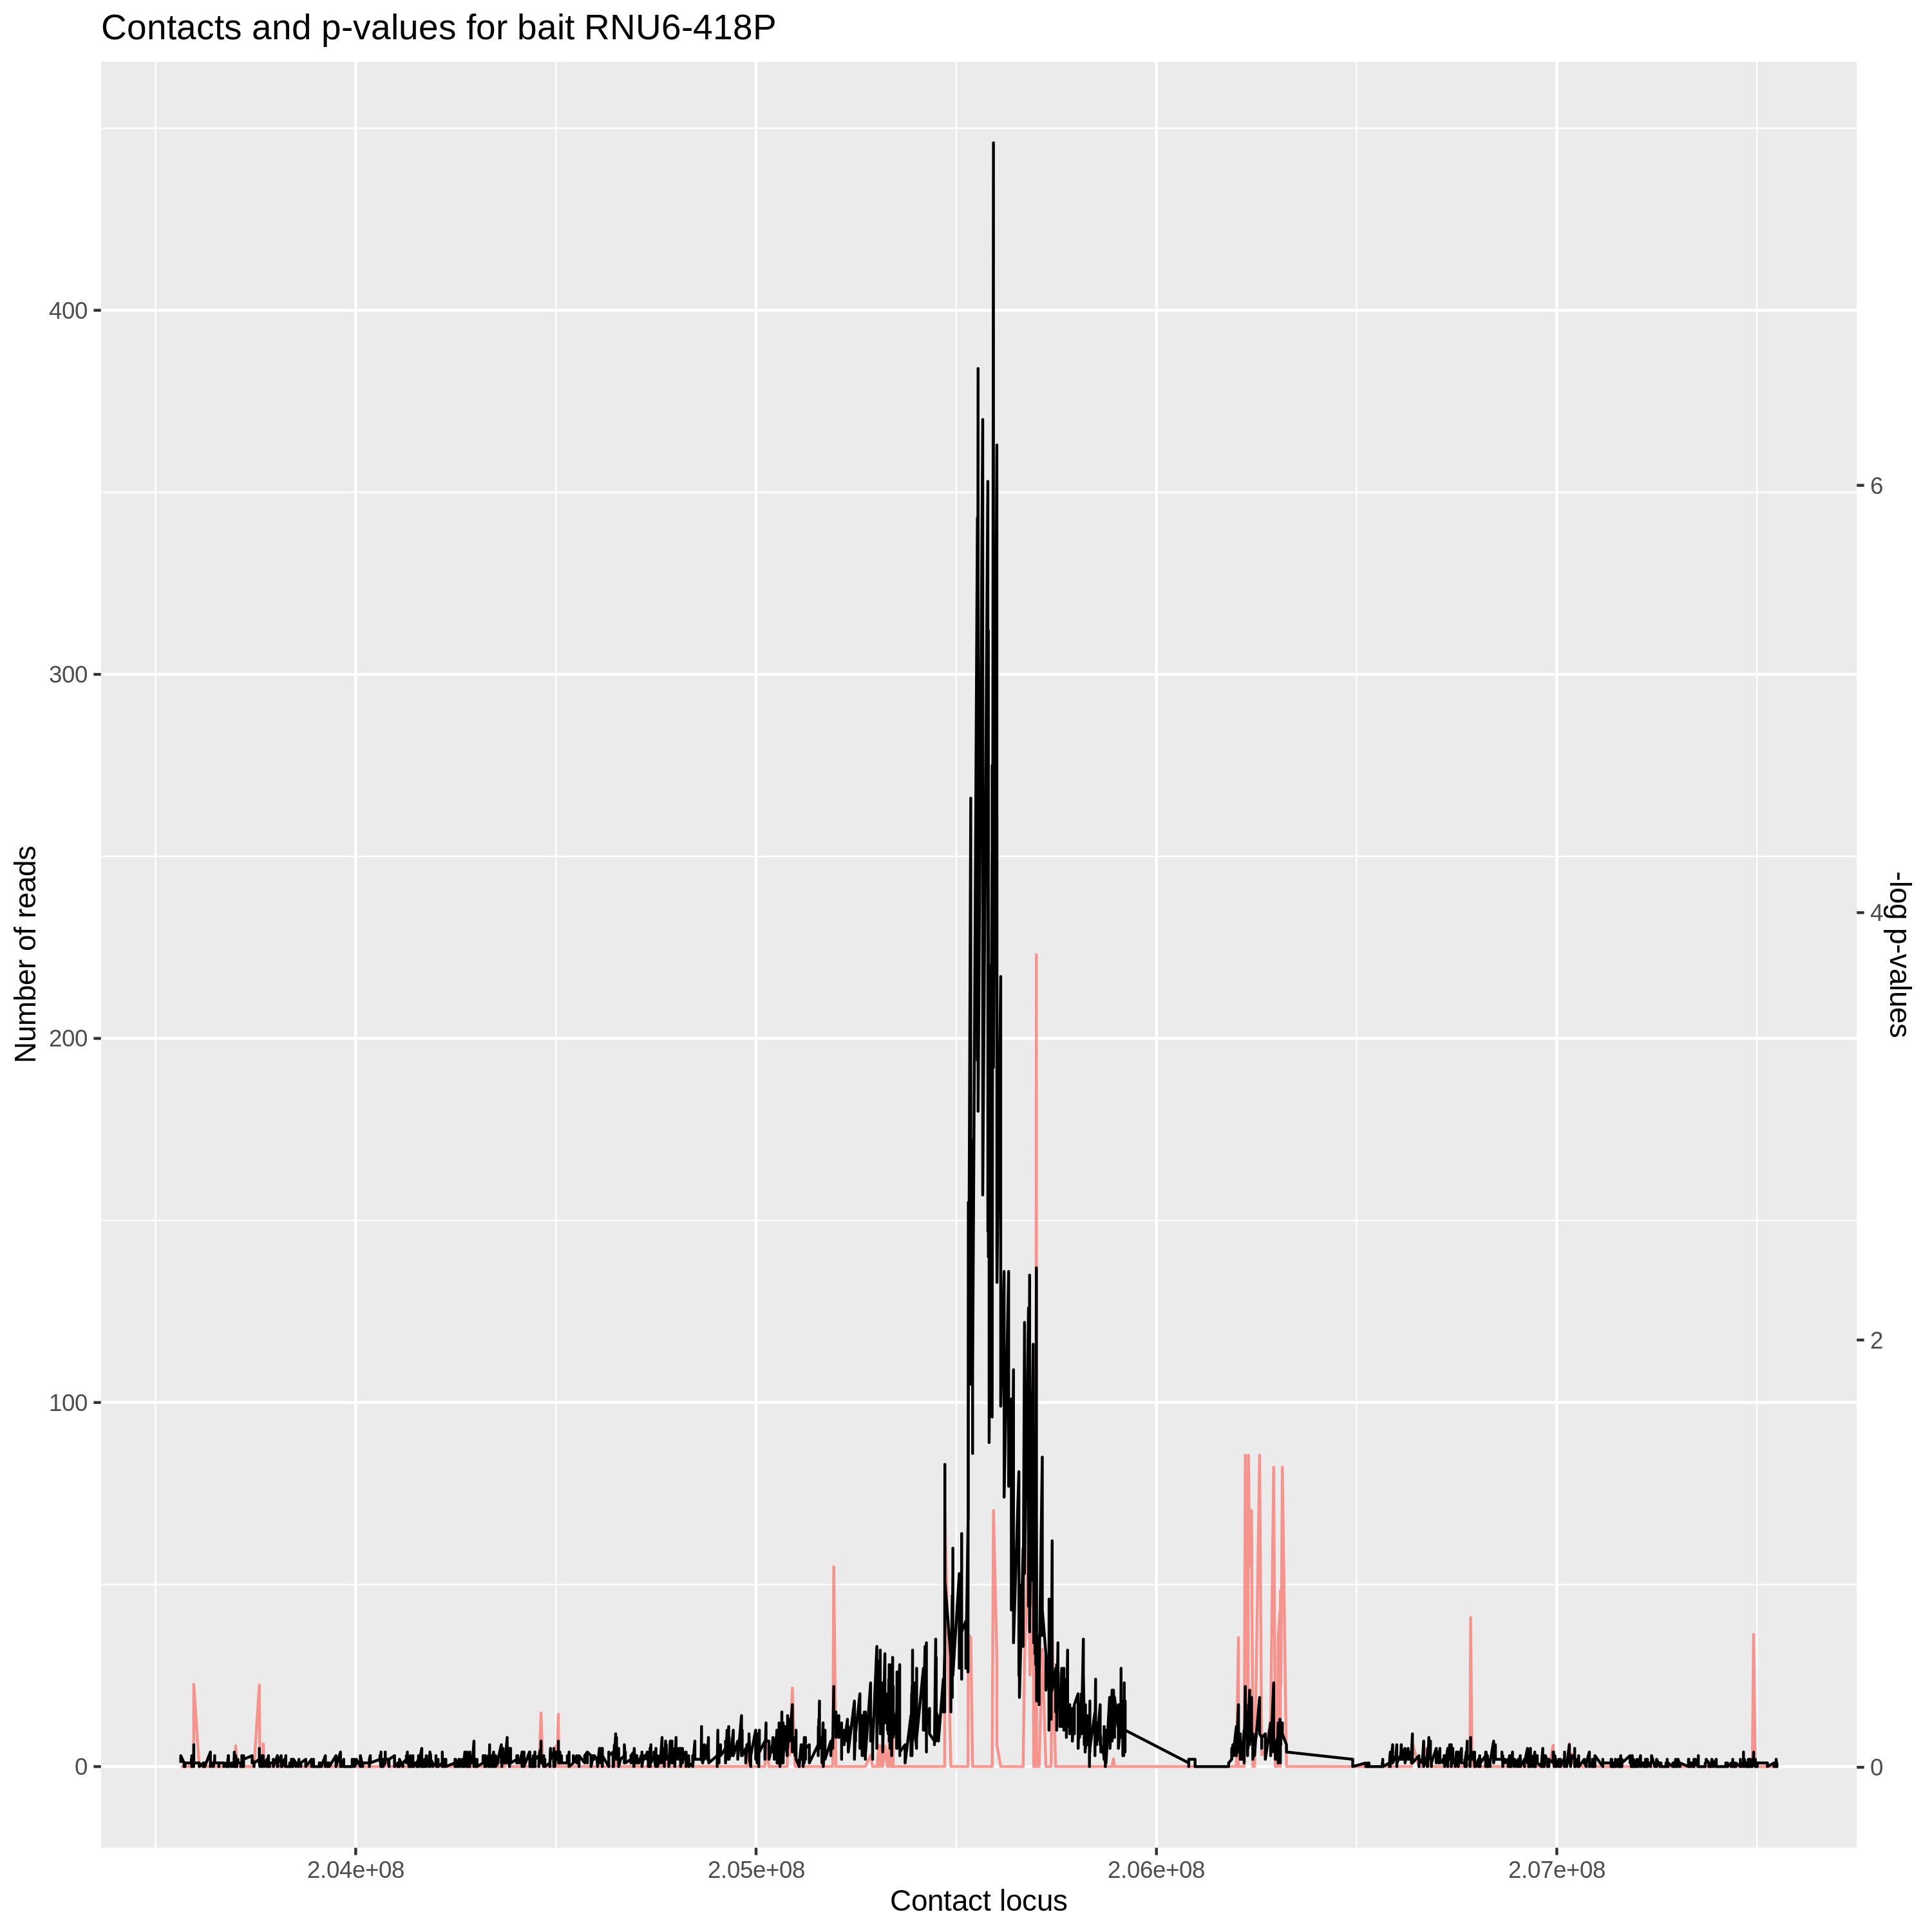 Contacts and p-values for bait RNU6-418P
400
300
200
100
0
Number of reads
6
4
2
0
-log p-values
2.04e+08 2.05e+08 2.06e+08 2.07e+08
Contact locus